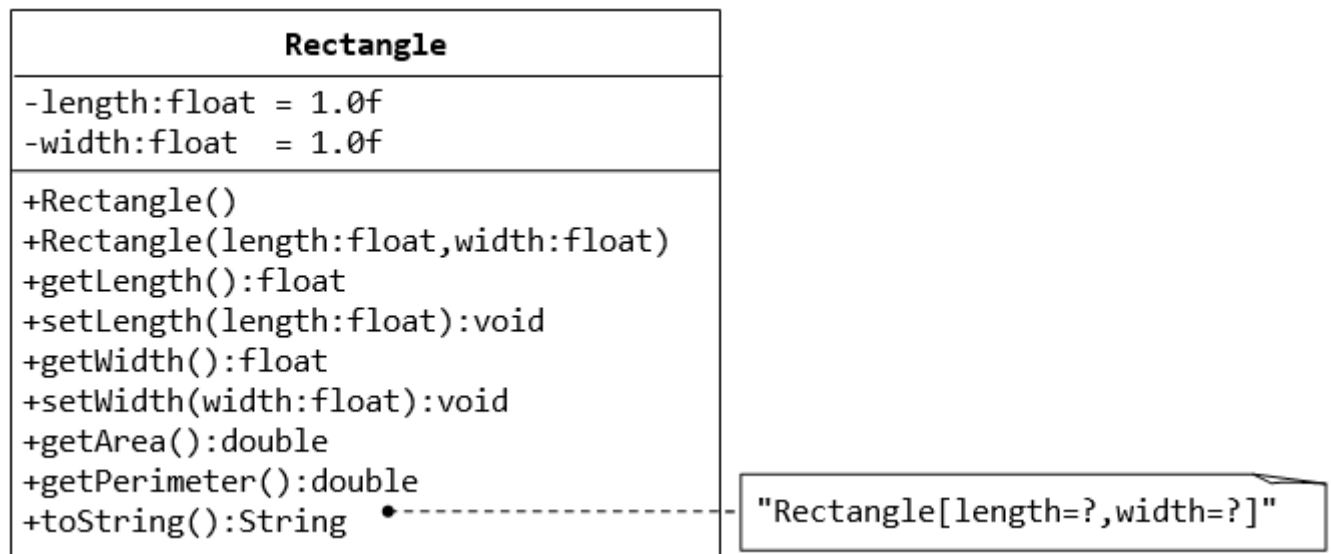 Rectangle
-length:float = 1.0f
-width:float  = 1.0f
+Rectangle()
+Rectangle(length:float,width:float)
+getLength():float
+setLength(length:float):void
+getWidth():float
+setWidth(width:float):void
+getArea():double
+getPerimeter():double
+toString():String
"Rectangle[length=?,width=?]"